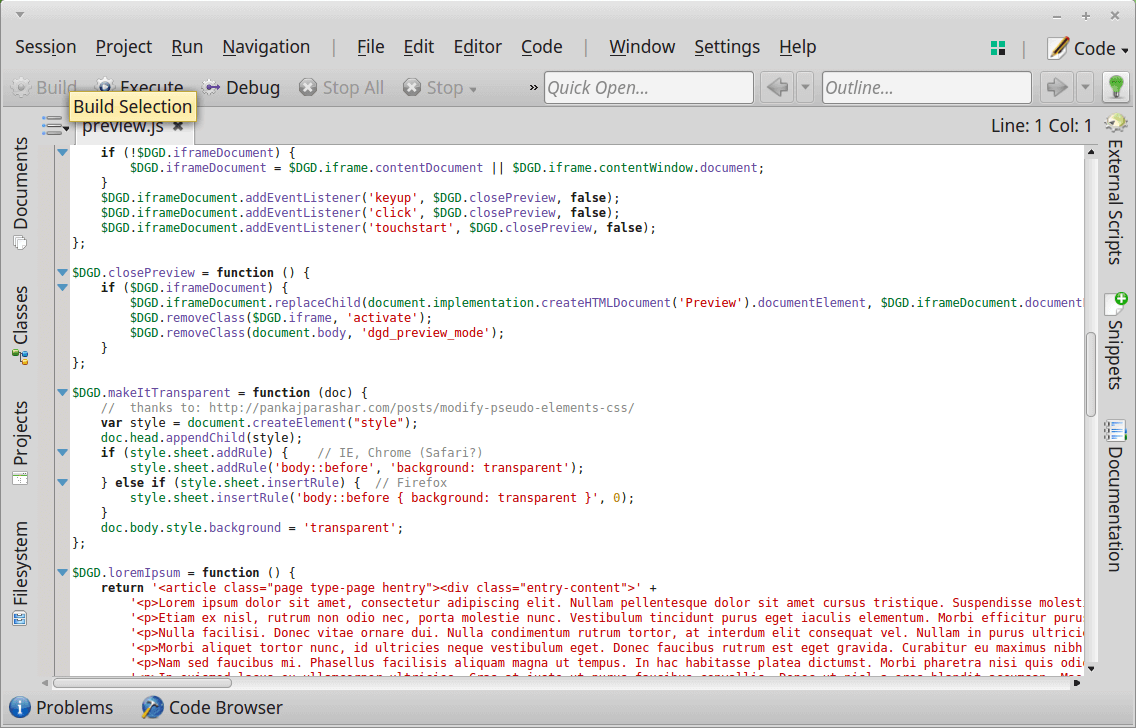 Session Project Run Navigation | File Edit Editor Code | Window Settings Help | Code
Build Execute Debug Stop All Stop » Quick Open... Outline...
Build Selection
preview.js Line: 1 Col: 1
Documents
Classes
Projects
Filesystem
if (!$DGD.iframeDocument) {
$DGD.iframeDocument = $DGD.iframe.contentDocument || $DGD.iframe.contentWindow.document;
}
$DGD.iframeDocument.addEventListener('keyup', $DGD.closePreview, false);
$DGD.iframeDocument.addEventListener('click', $DGD.closePreview, false);
$DGD.iframeDocument.addEventListener('touchstart', $DGD.closePreview, false);
};
$DGD.closePreview = function () {
if ($DGD.iframeDocument) {
$DGD.iframeDocument.replaceChild(document.implementation.createHTMLDocument('Preview').documentElement, $DGD.iframeDocument.document
$DGD.removeClass($DGD.iframe, 'activate');
$DGD.removeClass(document.body, 'dgd_preview_mode');
}
};
$DGD.makeItTransparent = function (doc) {
// thanks to: http://pankajparashar.com/posts/modify-pseudo-elements-css/
var style = document.createElement("style");
doc.head.appendChild(style);
if (style.sheet.addRule) { // IE, Chrome (Safari?)
style.sheet.addRule('body::before', 'background: transparent');
} else if (style.sheet.insertRule) { // Firefox
style.sheet.insertRule('body::before { background: transparent }', 0);
}
doc.body.style.background = 'transparent';
};
$DGD.loremIpsum = function () {
return '<article class="page type-page hentry"><div class="entry-content">' +
'<p>Lorem ipsum dolor sit amet, consectetur adipiscing elit. Nullam pellentesque dolor sit amet cursus tristique. Suspendisse molesti
'<p>Etiam ex nisl, rutrum non odio nec, porta molestie nunc. Vestibulum tincidunt purus eget iaculis elementum. Morbi efficitur puru
'<p>Nulla facilisi. Donec vitae ornare dui. Nulla condimentum rutrum tortor, at interdum elit consequat vel. Nullam in purus ultricie
'<p>Morbi aliquet tortor nunc, id ultricies neque vestibulum eget. Donec faucibus rutrum est eget gravida. Curabitur eu maximus nibh
'<p>Nam sed faucibus mi. Phasellus facilisis aliquam magna ut tempus. In hac habitasse platea dictumst. Morbi pharetra nisi quis odi
External Scripts
Snippets
Documentation
Problems Code Browser